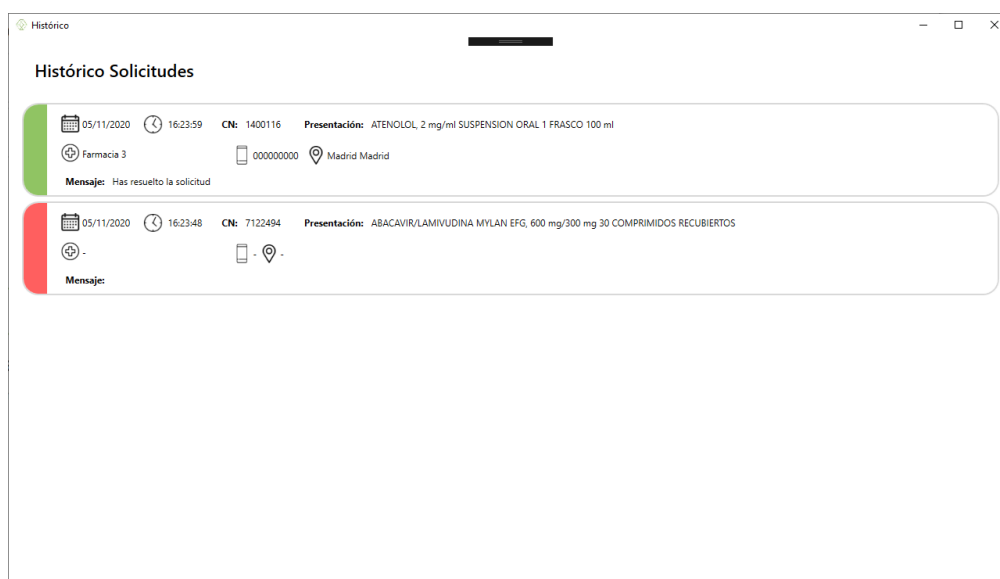 Histórico
Histórico Solicitudes
05/11/2020 16:23:59 CN: 1400116 Presentación: ATENOLOL, 2 mg/ml SUSPENSION ORAL 1 FRASCO 100 ml
Farmacia 3 000000000 Madrid Madrid
Mensaje: Has resuelto la solicitud
05/11/2020 16:23:48 CN: 7122494 Presentación: ABACAVIR/LAMIVUDINA MYLAN EFG, 600 mg/300 mg 30 COMPRIMIDOS RECUBIERTOS
- - -
Mensaje: